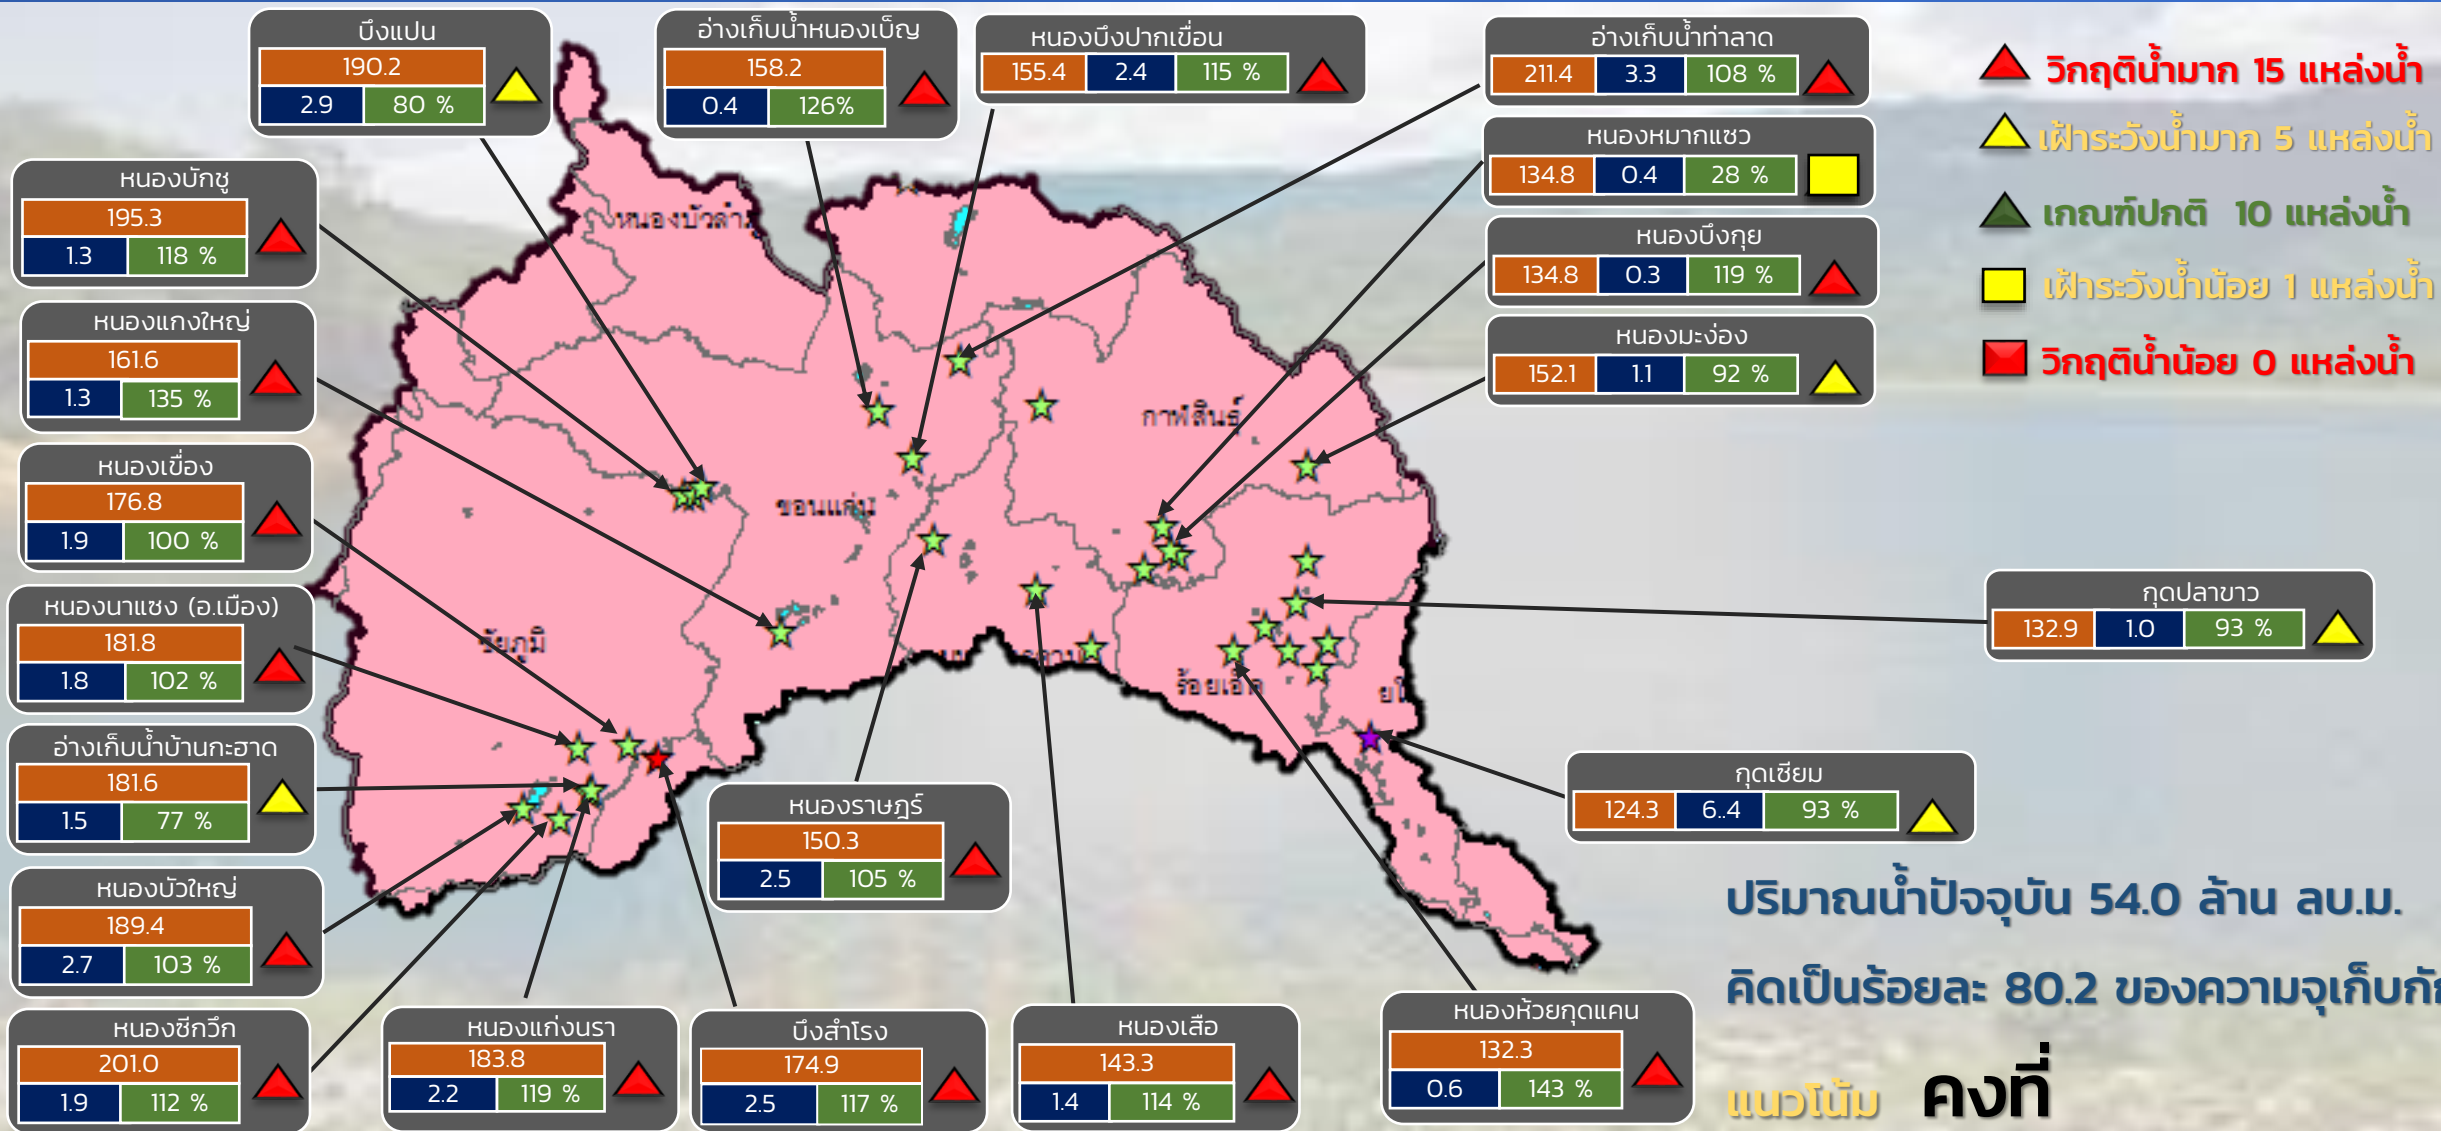 บึงแปน
190.2
2.9 80 %
อ่างเก็บน้ำหนองเบ็ญ
158.2
0.4 126%
หนองบึงปากเขื่อน
155.4 2.4 115 %
อ่างเก็บน้ำท่าลาด
211.4 3.3 108 %
หนองหมากแซว
134.8 0.4 28 %
หนองบึงกุย
134.8 0.3 119 %
หนองมะง่อง
152.1 1.1 92 %
วิกฤติน้ำมาก 15 แหล่งน้ำ
เฝ้าระวังน้ำมาก 5 แหล่งน้ำ
เกณฑ์ปกติ 10 แหล่งน้ำ
เฝ้าระวังน้ำน้อย 1 แหล่งน้ำ
วิกฤติน้ำน้อย 0 แหล่งน้ำ
หนองบักชู
195.3
1.3 118 %
หนองแกงใหญ่
161.6
1.3 135 %
หนองเขื่อง
176.8
1.9 100 %
หนองนาแซง (อ.เมือง)
181.8
1.8 102 %
อ่างเก็บน้ำบ้านกะฮาด
181.6
1.5 77 %
หนองบัวใหญ่
189.4
2.7 103 %
หนองซีกวึก
201.0
1.9 112 %
หนองบัวลำภู
กาฬสินธุ์
ขอนแก่น
ชัยภูมิ
ร้อยเอ็ด
กุดปลาขาว
132.9 1.0 93 %
กุดเซียม
124.3 6..4 93 %
หนองราษฎร์
150.3
2.5 105 %
หนองแก่งนรา
183.8
2.2 119 %
บึงสำโรง
174.9
2.5 117 %
หนองเสือ
143.3
1.4 114 %
หนองห้วยกุดแคน
132.3
0.6 143 %
ปริมาณน้ำปัจจุบัน 54.0 ล้าน ลบ.ม.
คิดเป็นร้อยละ 80.2 ของความจุเก็บกัก
แนวโน้ม คงที่